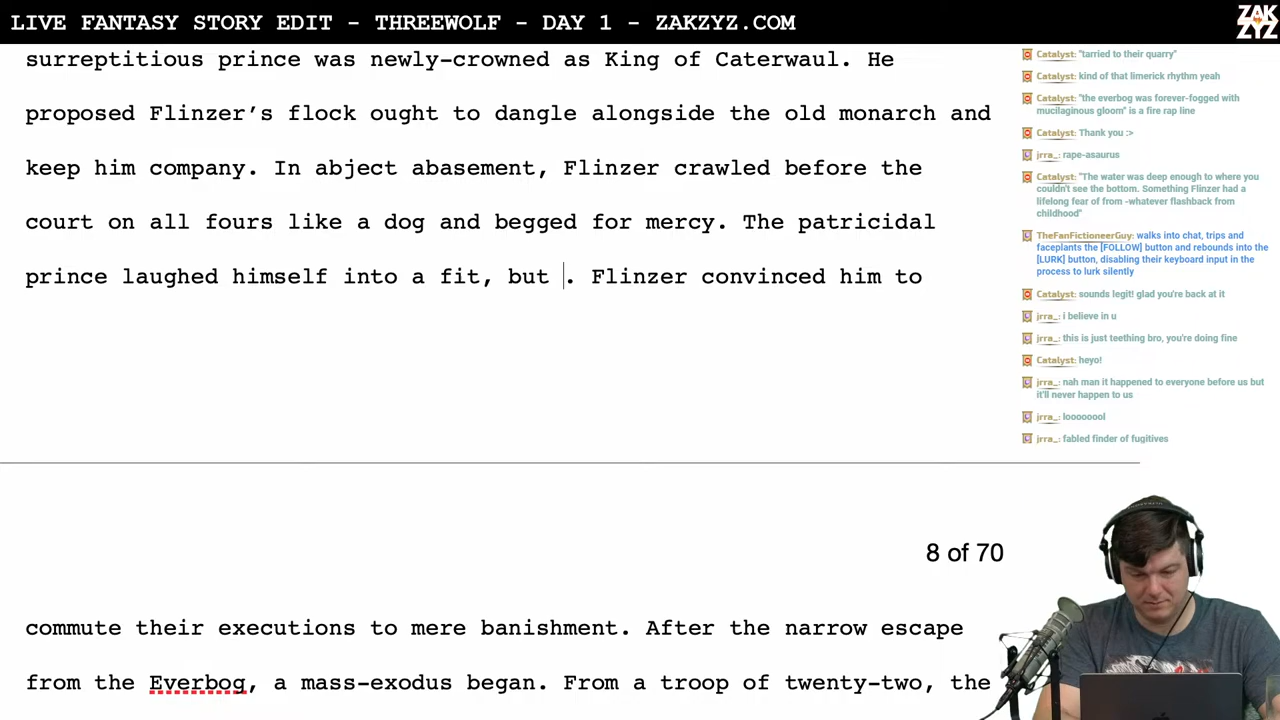 LIVE FANTASY STORY EDIT - THREEWOLF - DAY 1 - ZAKZYZ.COM
ZAK
ZYZ
surreptitious prince was newly-crowned as King of Caterwaul. He
proposed Flinzer’s flock ought to dangle alongside the old monarch and
keep him company. In abject abasement, Flinzer crawled before the
court on all fours like a dog and begged for mercy. The patricidal
prince laughed himself into a fit, but . Flinzer convinced him to
8 of 70
commute their executions to mere banishment. After the narrow escape
from the Everbog, a mass-exodus began. From a troop of twenty-two, the
Catalyst: "tarried to their quarry"
Catalyst: kind of that limerick rhythm yeah
Catalyst: "the everbog was forever-fogged with
mucilaginous gloom" is a fire rap line
Catalyst: Thank you :>
jrra_: rape-asaurus
Catalyst: "The water was deep enough to where you
couldn't see the bottom. Something Flinzer had a
lifelong fear of from -whatever flashback from
childhood"
TheFanFictioneerGuy: walks into chat, trips and
faceplants the [FOLLOW] button and rebounds into the
[LURK] button, disabling their keyboard input in the
process to lurk silently
Catalyst: sounds legit! glad you're back at it
jrra_: i believe in u
jrra_: this is just teething bro, you're doing fine
Catalyst: heyo!
jrra_: nah man it happened to everyone before us but
it'll never happen to us
jrra_: loooooool
jrra_: fabled finder of fugitives